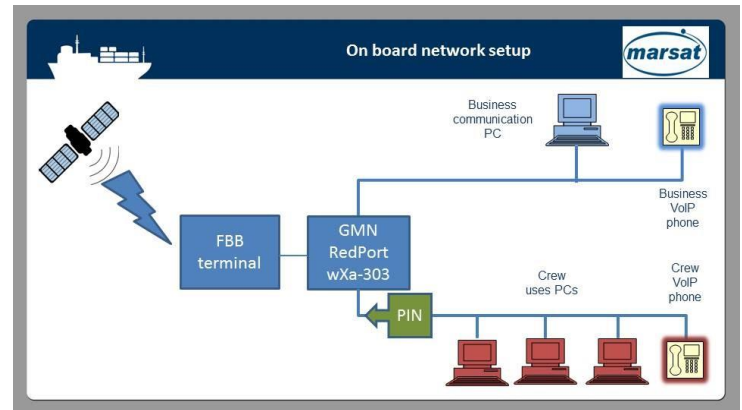 On board network setup
marsat
Business
communication
PC
Business
VoIP
phone
FBB
terminal
GMN
RedPort
wXa-303
PIN
Crew
uses PCs
Crew
VoIP
phone